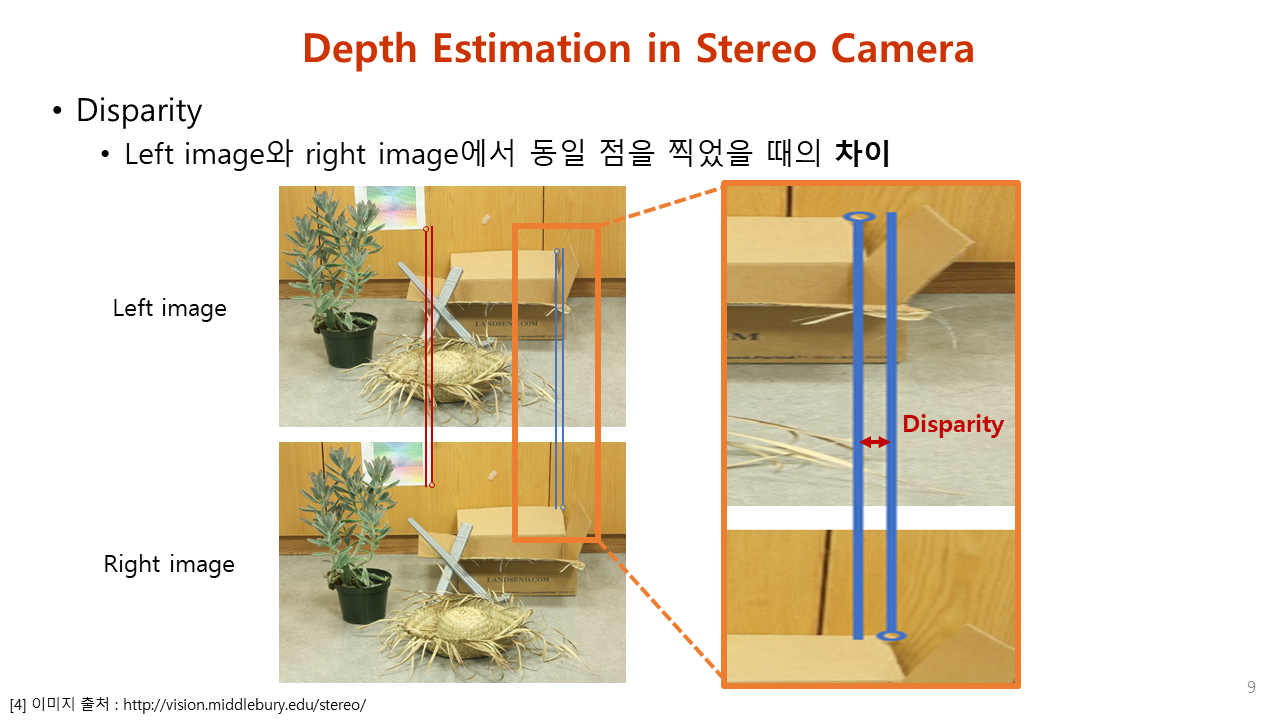 Depth Estimation in Stereo Camera
• Disparity
• Left image와 right image에서 동일 점을 찍었을 때의 차이
Left image
LANDSEND.COM
Disparity
Right image
LANDSEND.COM
[4] 이미지 출처 : http://vision.middlebury.edu/stereo/
9